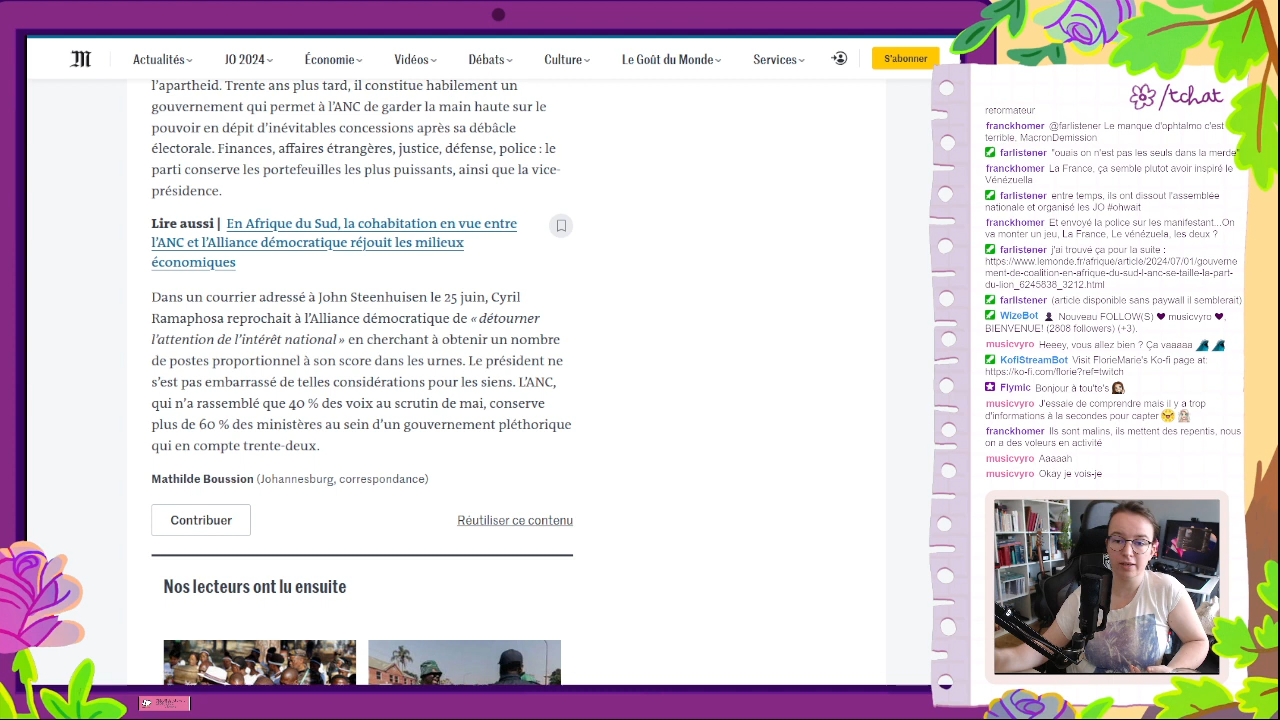 M Actualités JO 2024 Économie Vidéos Débats Culture Le Goût du Monde Services S'abonner
l'apartheid. Trente ans plus tard, il constitue habilement un
gouvernement qui permet à l'ANC de garder la main haute sur le
pouvoir en dépit d'inévitables concessions après sa débâcle
électorale. Finances, affaires étrangères, justice, défense, police : le
parti conserve les portefeuilles les plus puissants, ainsi que la vice-
présidence.
Lire aussi | En Afrique du Sud, la cohabitation en vue entre
l'ANC et l'Alliance démocratique réjouit les milieux
économiques
Dans un courrier adressé à John Steenhuisen le 25 juin, Cyril
Ramaphosa reprochait à l'Alliance démocratique de « détourner
l'attention de l'intérêt national » en cherchant à obtenir un nombre
de postes proportionnel à son score dans les urnes. Le président ne
s'est pas embarrassé de telles considérations pour les siens. L'ANC,
qui n'a rassemblé que 40 % des voix au scrutin de mai, conserve
plus de 60 % des ministères au sein d'un gouvernement pléthorique
qui en compte trente-deux.
Mathilde Boussion (Johannesburg, correspondance)
Contribuer Réutiliser ce contenu
Nos lecteurs ont lu ensuite
/tchat
reformateur
franckhomer @farlistener Le manque d'ophtalmo c'est
terrible, MacronDemission
farlistener "ouais on n'est pas les seuls dans la merde"
franckhomer La France, ça semble plutot avoir inspiré le
Vénézuella
farlistener entre temps, ils ont dissout l'assemblée
nationale et organisé les JO #ohwait
franckhomer Et envoyé la police sur les manifestant...On
va monter un jeu, La France, Le vénézuela, les deux ?
farlistener j'ai trouvé ça pour la suite :
https://www.lemonde.fr/afrique/article/2024/07/01/gouverne
ment-de-coalition-en-afrique-du-sud-l-anc-se-taille-la-part-
du-lion_6245838_3212.html
farlistener (article disponible sans paywall il semblerait)
WizeBot Nouveau FOLLOW(S) ♥ musicvyro ♥,
BIENVENUE! (2808 followers) (+3).
musicvyro Heeey, vous allez bien ? Ça vaaaaa
KofiStreamBot Visit FlorieMarie's Ko-fi page at:
https://ko-fi.com/florie?ref=twitch
Flymic Bonjour à tou'te's
musicvyro J'essaie de comprendre mais il y a trop
d'informations à la secondes pour capter
franckhomer Ils sont malins, ils mettent des repentis, nous
on a des voleurs en activité
musicvyro Aaaaah
musicvyro Okay je vois-je